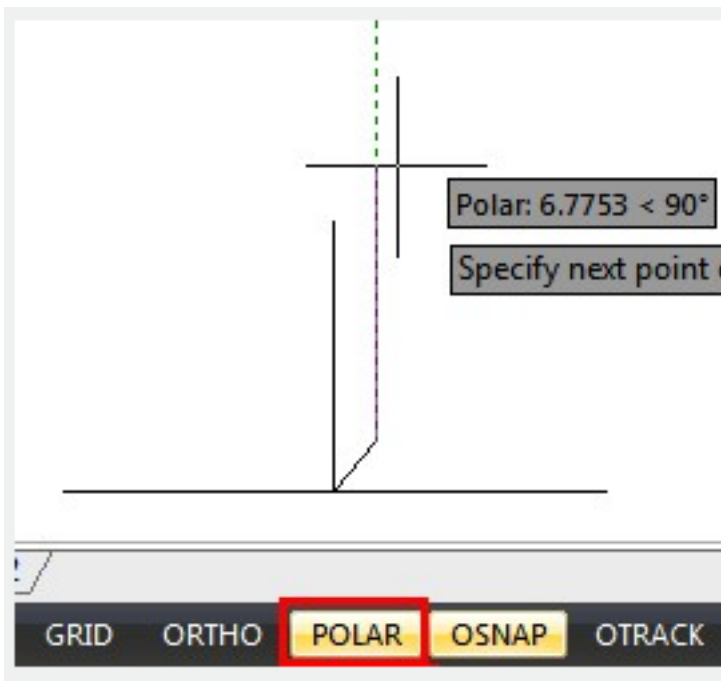 Polar: 6.7753 < 90°
Specify next point
GRID ORTHO POLAR OSNAP OTRACK